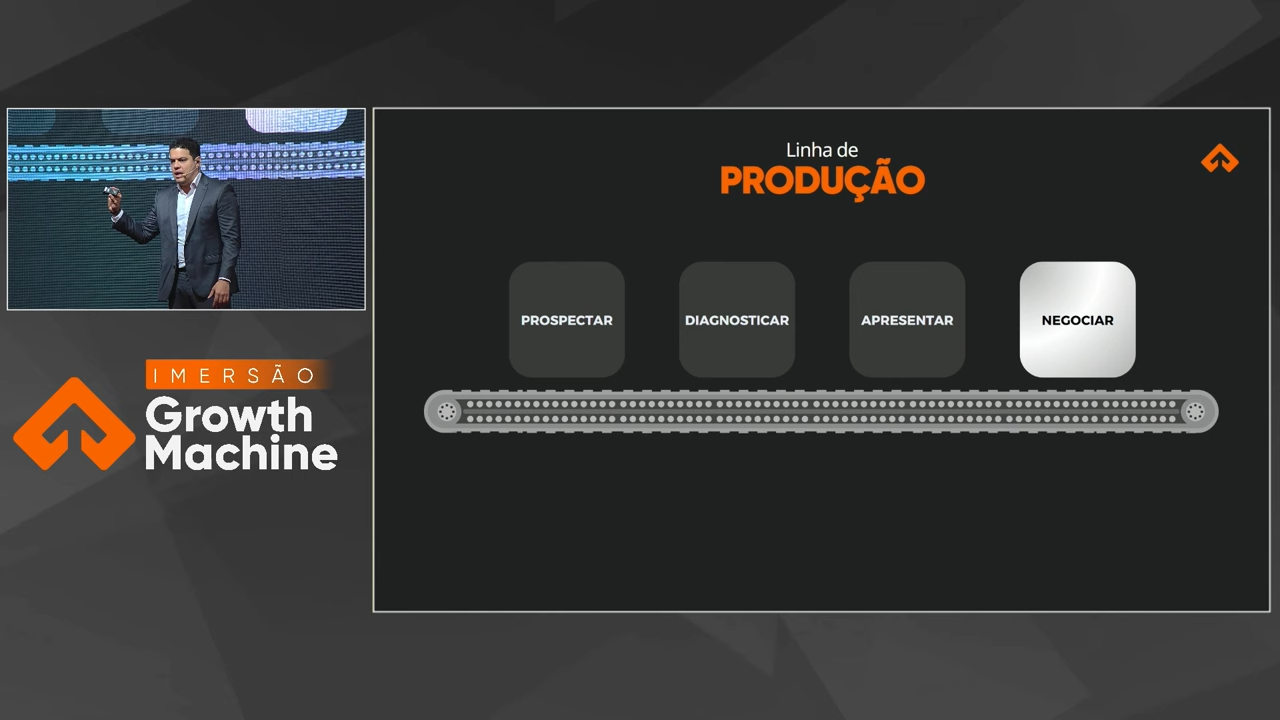 IMERSÃO
Growth
Machine
Linha de
PRODUÇÃO
PROSPECTAR
DIAGNOSTICAR
APRESENTAR
NEGOCIAR